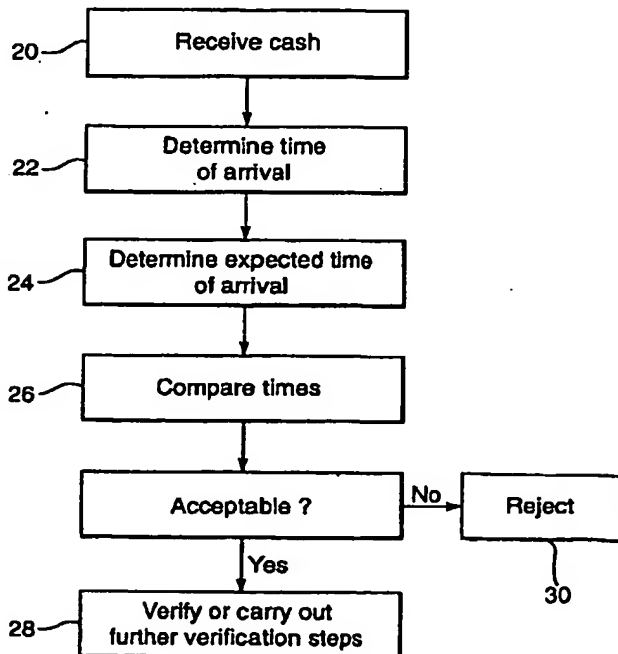 20
Receive cash
22
Determine time
of arrival
24
Determine expected time
of arrival
26
Compare times
Acceptable ?
No
Reject
30
Yes
28
Verify or carry out
further verification steps